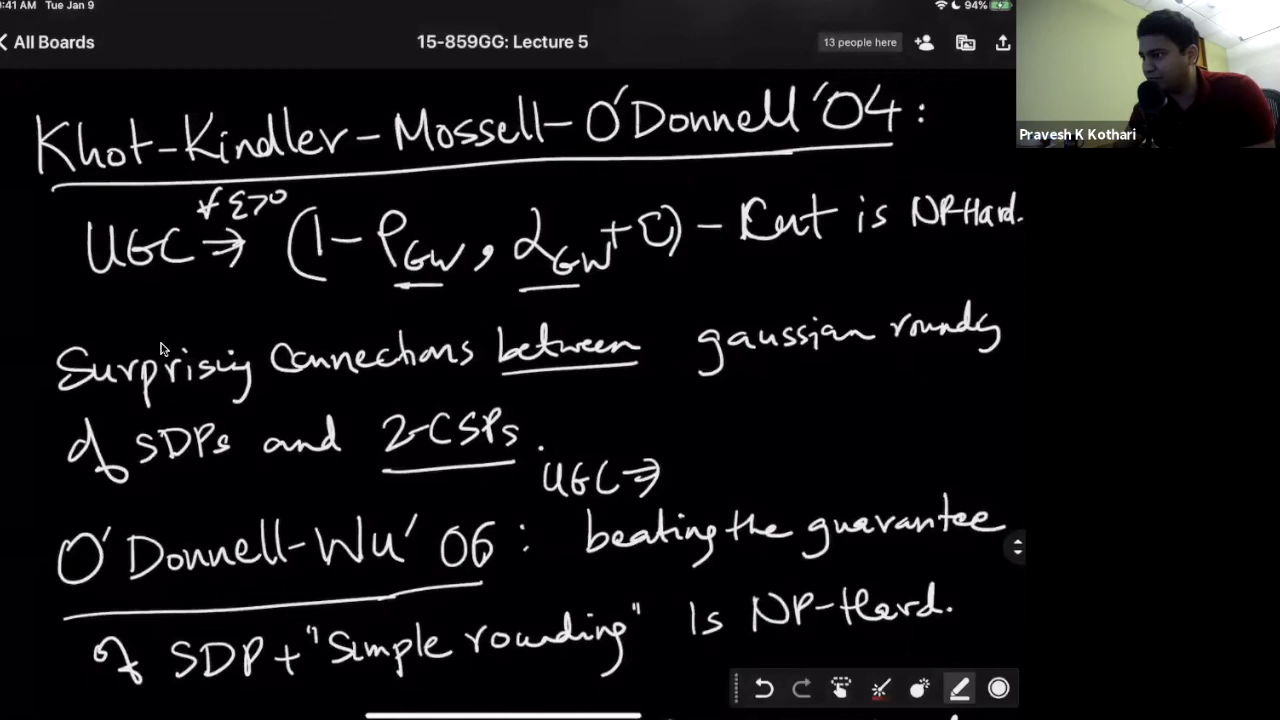 :41 AM Tue Jan 9
94%
All Boards
15-859GG: Lecture 5
13 people here
Pravesh K Kothari
Khot-Kindler-Mossell-O'Donnell '04:
∀ ε>0
UGC ⇒ (1-ρGW, αGW+ε) - cut is NP-Hard.
Surprising connections between gaussian
of SDPs and 2-CSPs.
UGC ⇒
O'Donnell-Wu' 06: beating the guarantee
of SDP + "Simple rounding" Is NP-Hard.